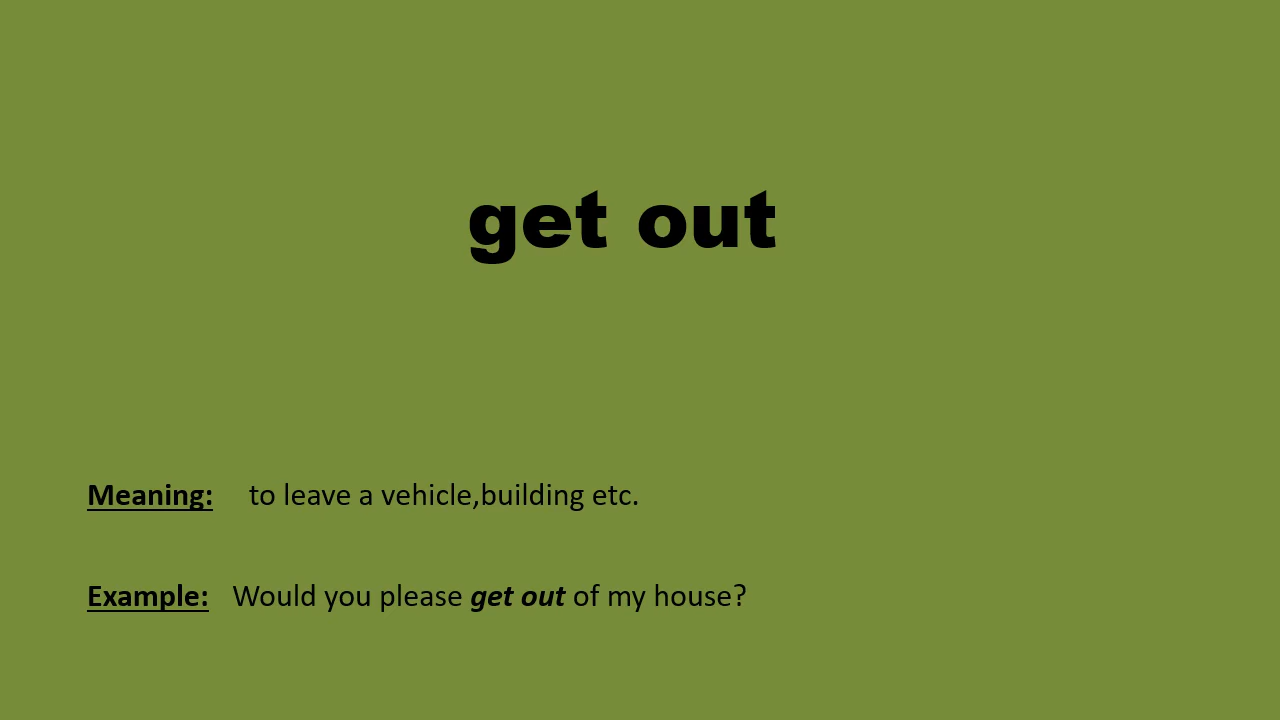 get out
Meaning: to leave a vehicle,building etc.
Example: Would you please get out of my house?